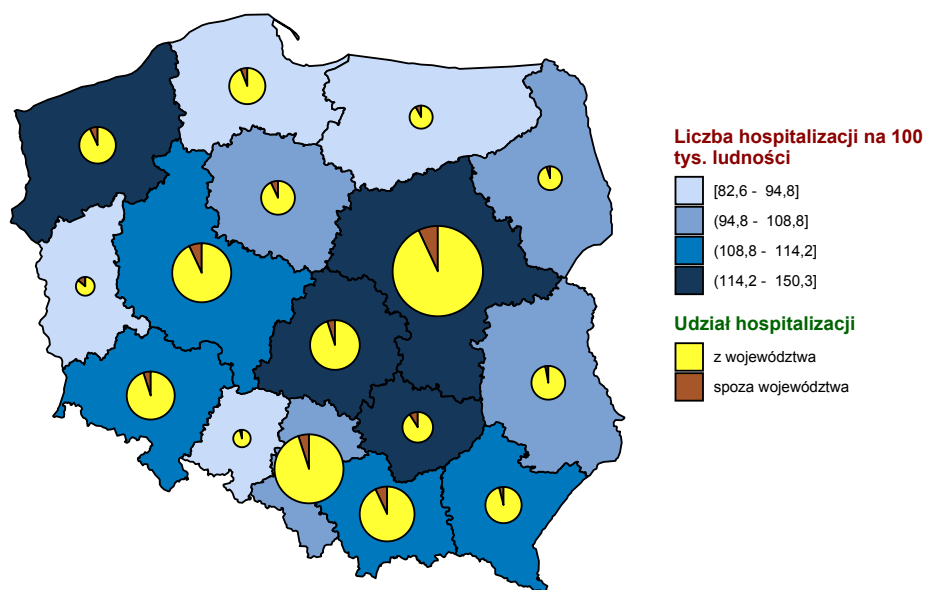 Liczba hospitalizacji na 100
tys. ludności
[82,6 - 94,8]
(94,8 - 108,8]
(108,8 - 114,2]
(114,2 - 150,3]
Udział hospitalizacji
z województwa
spoza województwa